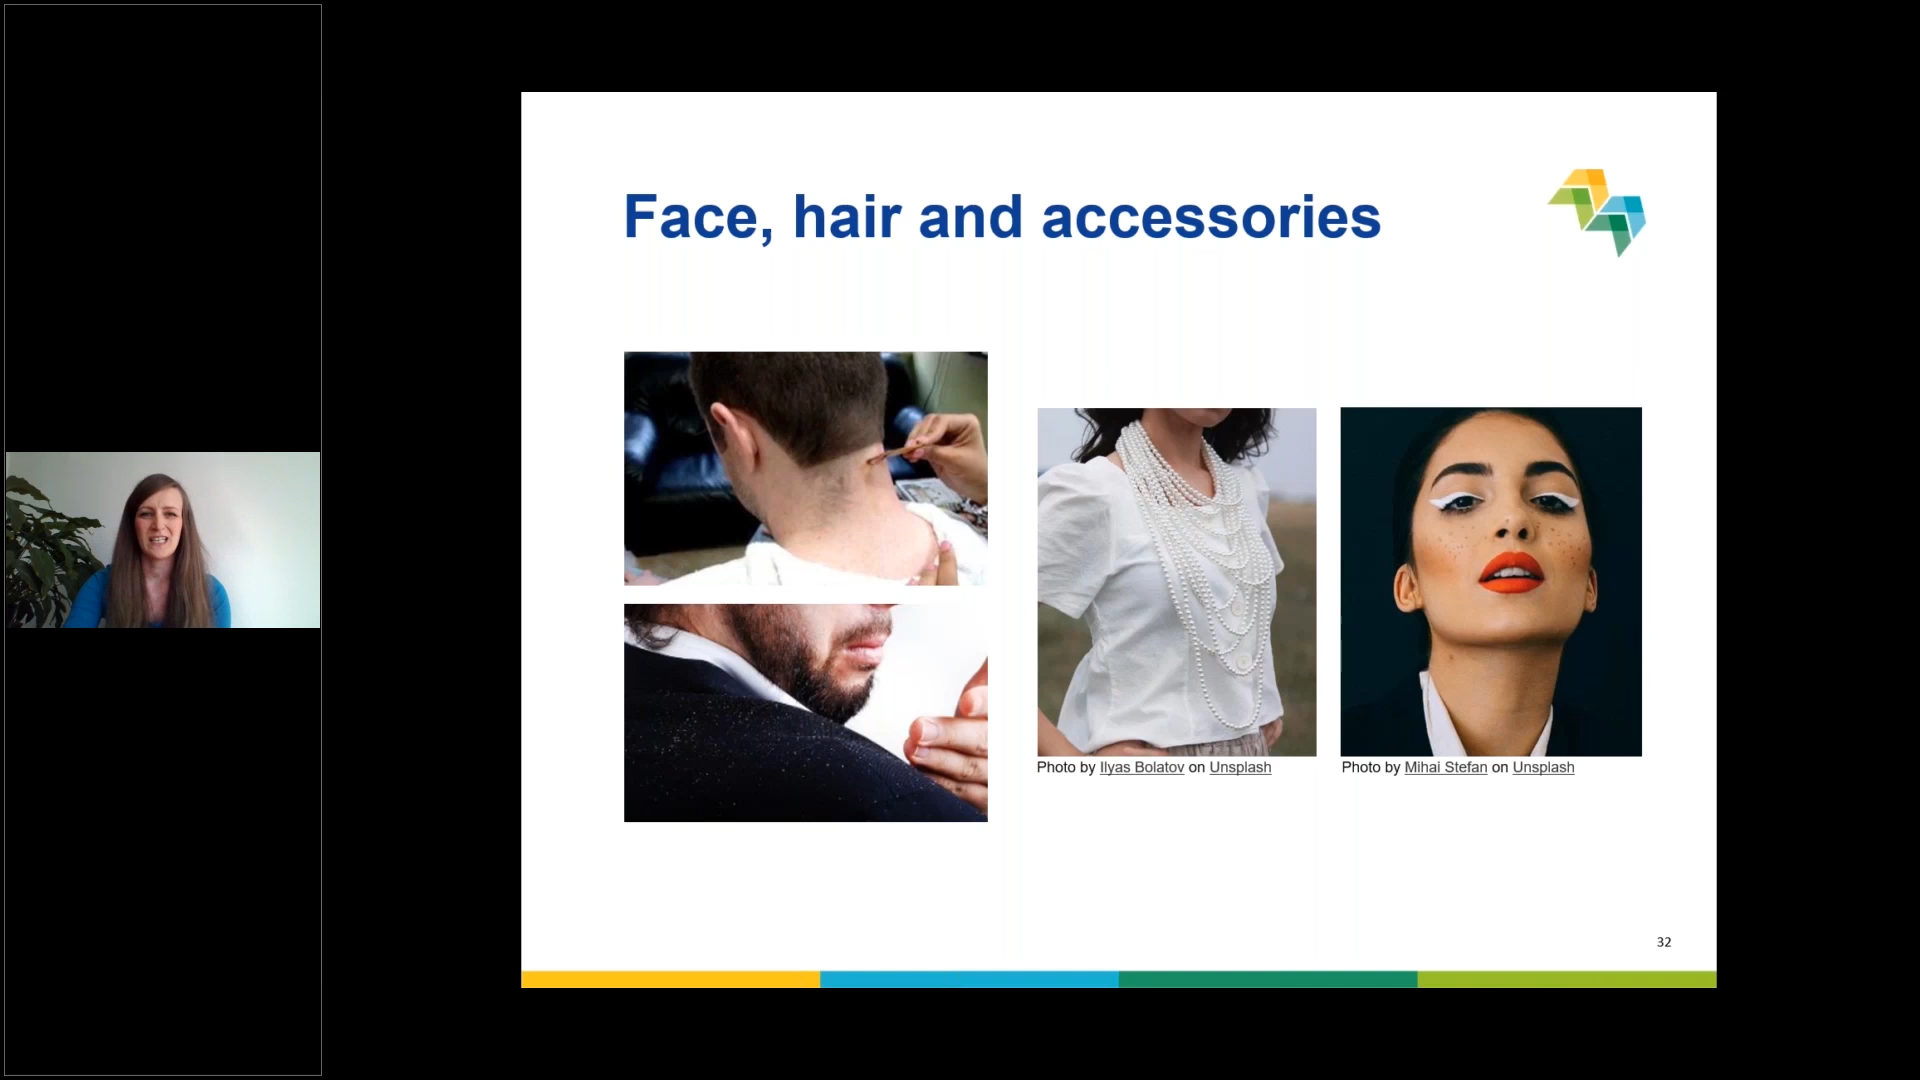 Face, hair and accessories
Photo by Ilyas Bolatov on Unsplash
Photo by Mihai Stefan on Unsplash
32